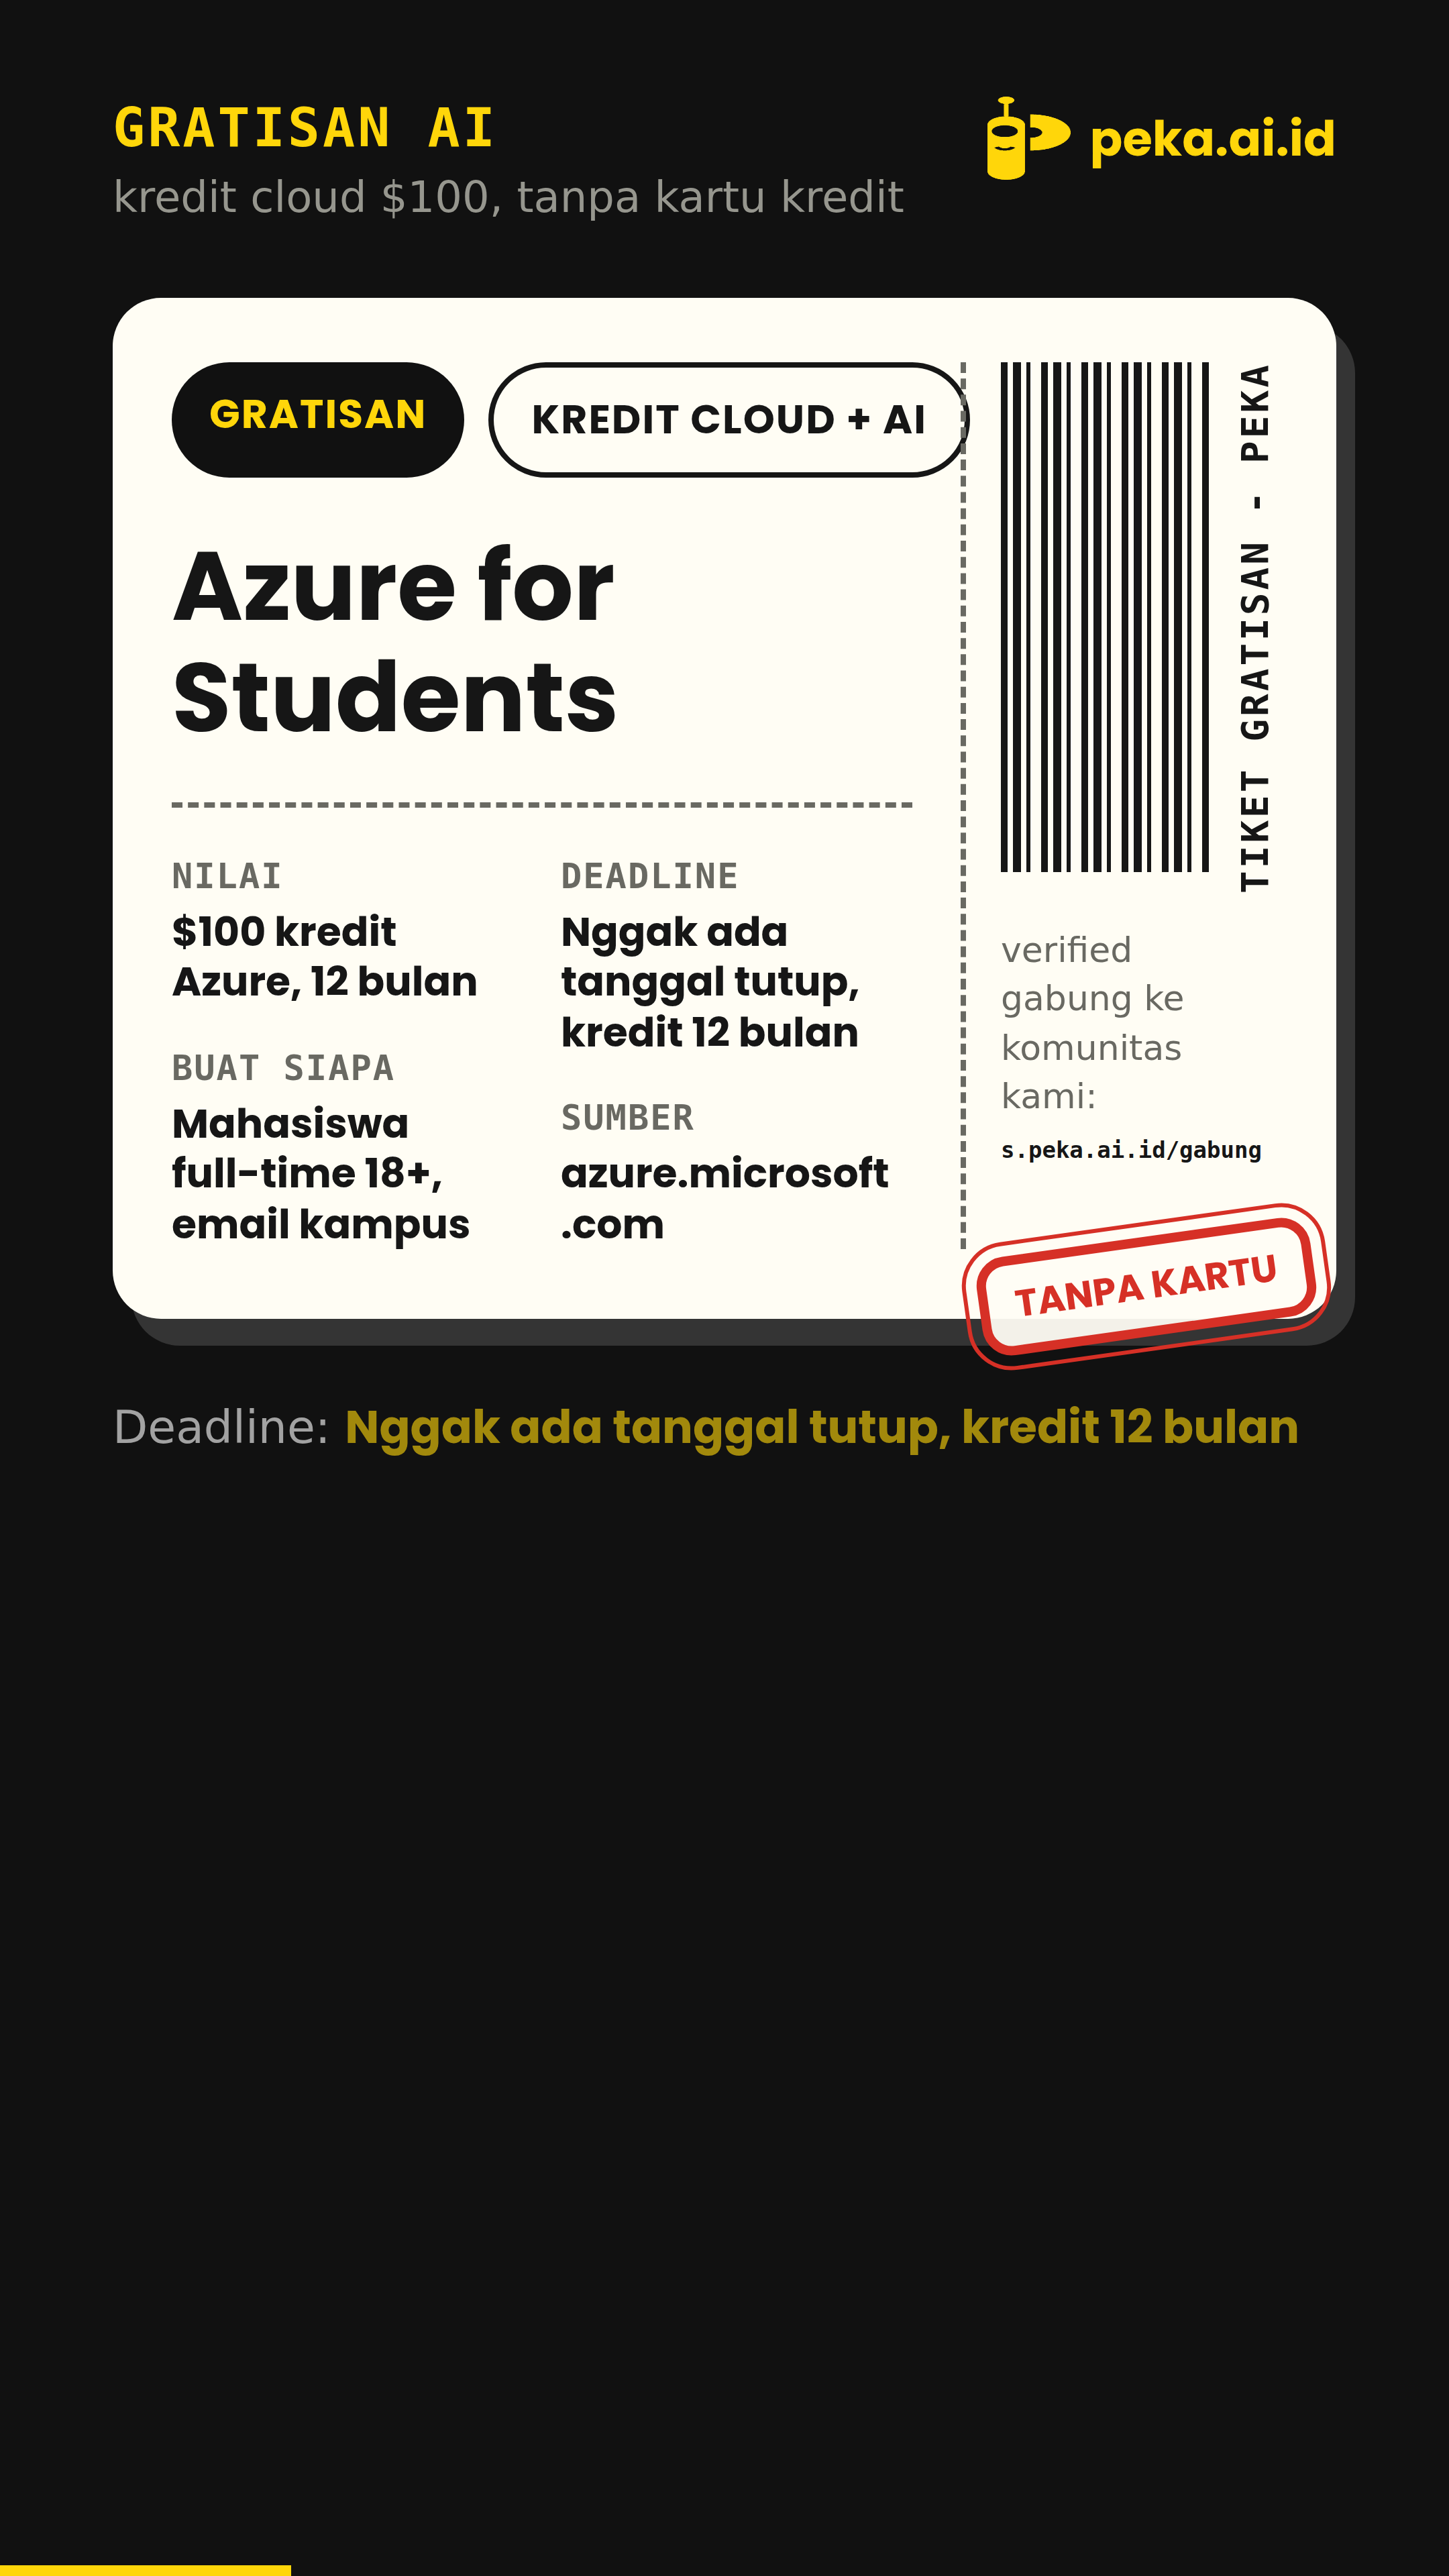 GRATISAN AI
kredit cloud $100, tanpa kartu kredit
peka.ai.id
GRATISAN
KREDIT CLOUD + AI
Azure for
Students
NILAI
$100 kredit
Azure, 12 bulan
BUAT SIAPA
Mahasiswa
full-time 18+,
email kampus
DEADLINE
Nggak ada
tanggal tutup,
kredit 12 bulan
SUMBER
azure.microsoft
.com
TIKET GRATISAN - PEKA
verified
gabung ke
komunitas
kami:
s.peka.ai.id/gabung
TANPA KARTU
Deadline: Nggak ada tanggal tutup, kredit 12 bulan